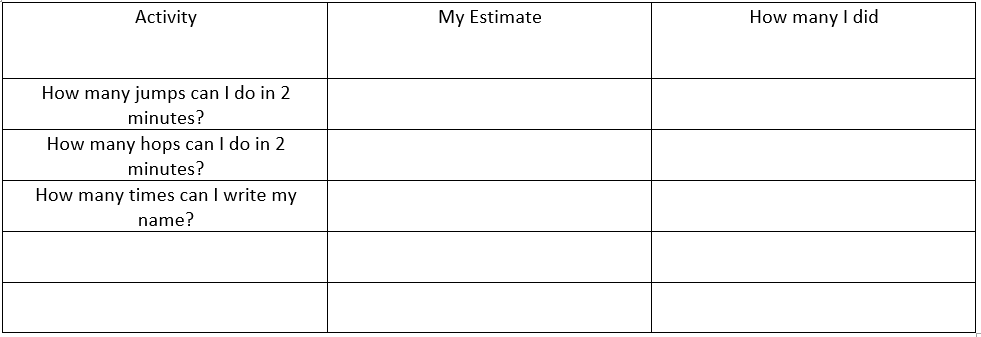 Activity
My Estimate
How many I did
How many jumps can I do in 2
minutes?
How many hops can I do in 2
minutes?
How many times can I write my
name?